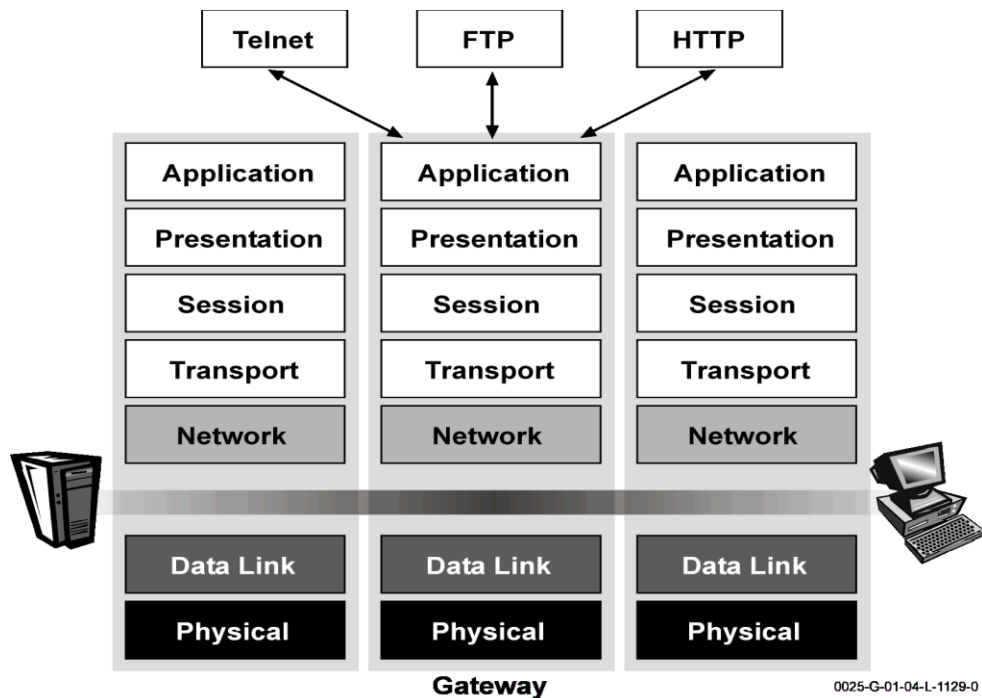 Telnet FTP HTTP
Application Application Application
Presentation Presentation Presentation
Session Session Session
Transport Transport Transport
Network Network Network
Data Link Data Link Data Link
Physical Physical Physical
Gateway
0025-G-01-04-L-1129-0